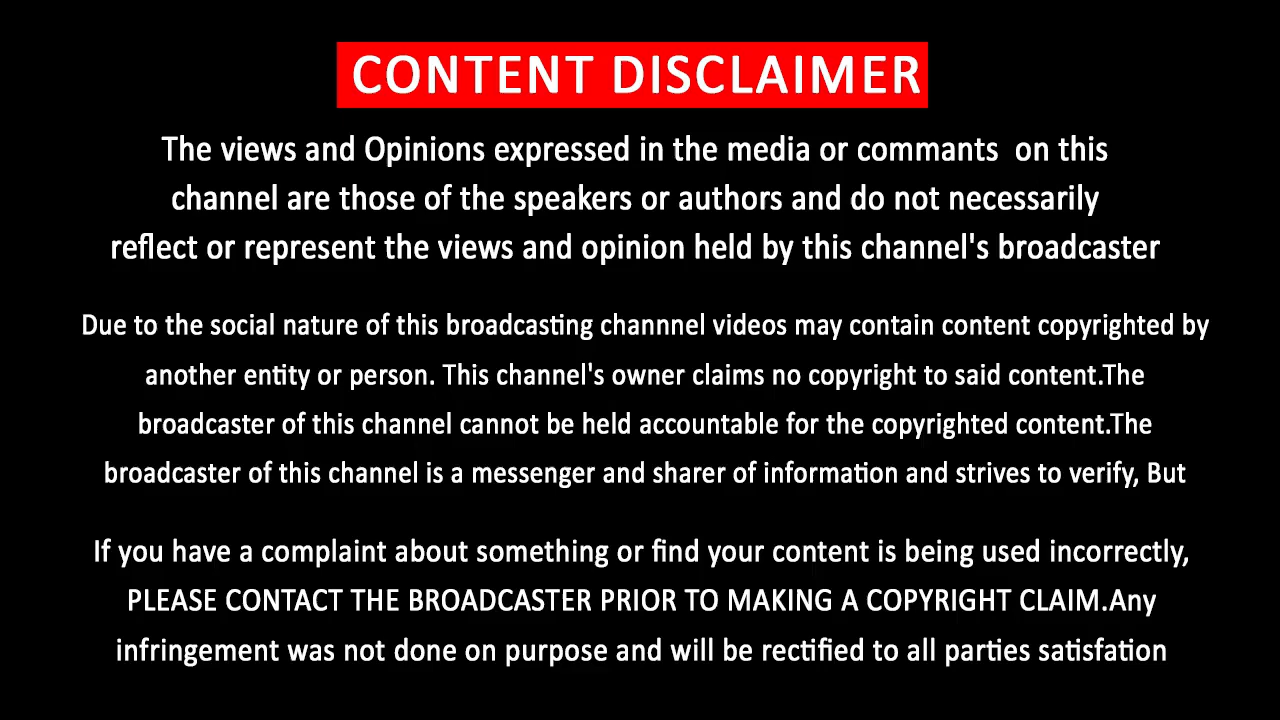 CONTENT DISCLAIMER
The views and Opinions expressed in the media or commants on this
channel are those of the speakers or authors and do not necessarily
reflect or represent the views and opinion held by this channel's broadcaster
Due to the social nature of this broadcasting channnel videos may contain content copyrighted by
another entity or person. This channel's owner claims no copyright to said content.The
broadcaster of this channel cannot be held accountable for the copyrighted content.The
broadcaster of this channel is a messenger and sharer of information and strives to verify, But
If you have a complaint about something or find your content is being used incorrectly,
PLEASE CONTACT THE BROADCASTER PRIOR TO MAKING A COPYRIGHT CLAIM.Any
infringement was not done on purpose and will be rectified to all parties satisfation